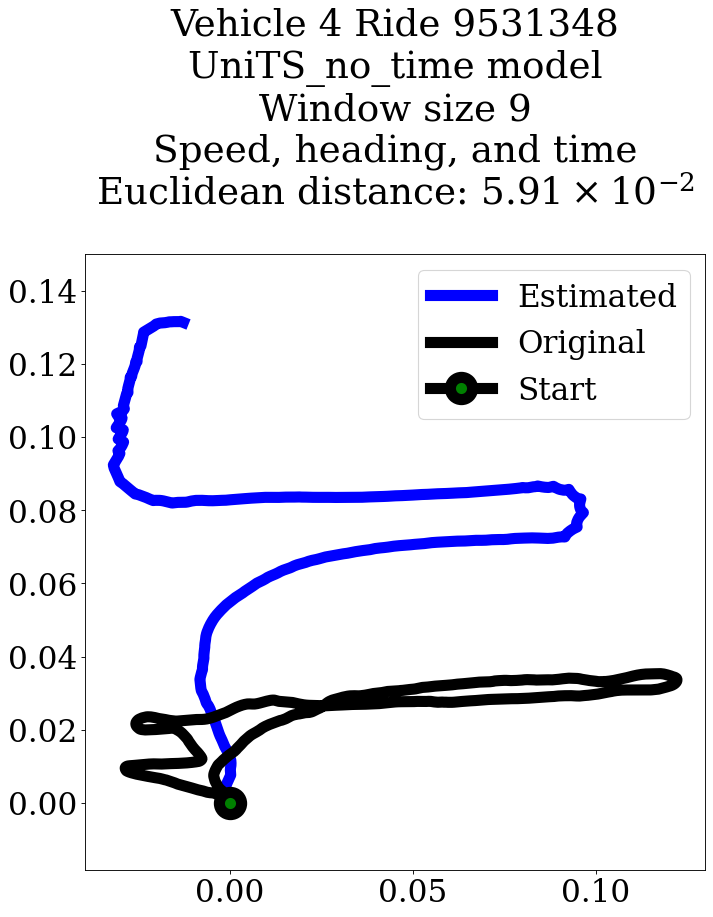 Vehicle 4 Ride 9531348
UniTS_no_time model
Window size 9
Speed, heading, and time
Euclidean distance: 5.91 × 10⁻²
Estimated
Original
Start
0.14
0.12
0.10
0.08
0.06
0.04
0.02
0.00
0.00 0.05 0.10